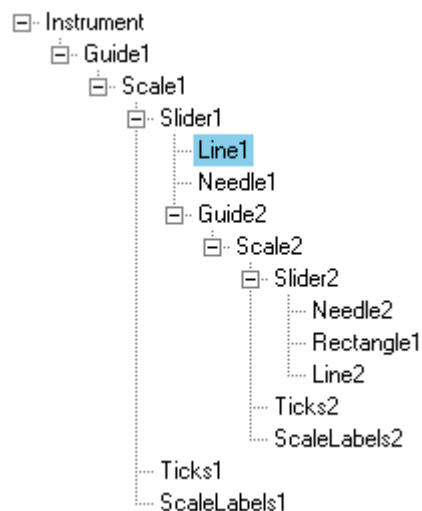 Instrument
Guide1
Scale1
Slider1
Line1
Needle1
Guide2
Scale2
Slider2
Needle2
Rectangle1
Line2
Ticks2
ScaleLabels2
Ticks1
ScaleLabels1